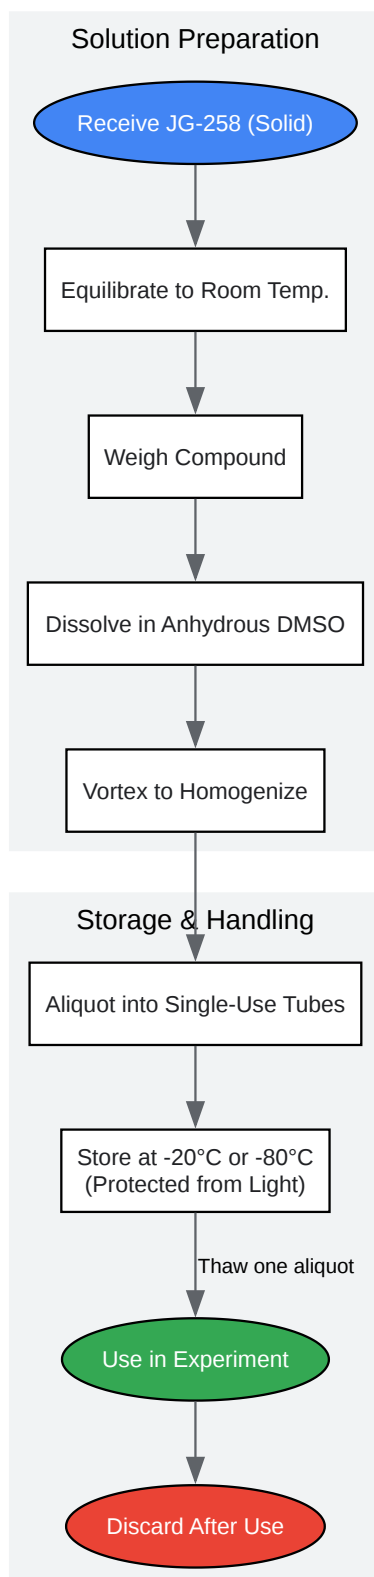 Solution Preparation
Receive JG-258 (Solid)
Equilibrate to Room Temp.
Weigh Compound
Dissolve in Anhydrous DMSO
Vortex to Homogenize
Storage & Handling
Aliquot into Single-Use Tubes
Store at -20°C or -80°C
(Protected from Light)
Thaw one aliquot
Use in Experiment
Discard After Use